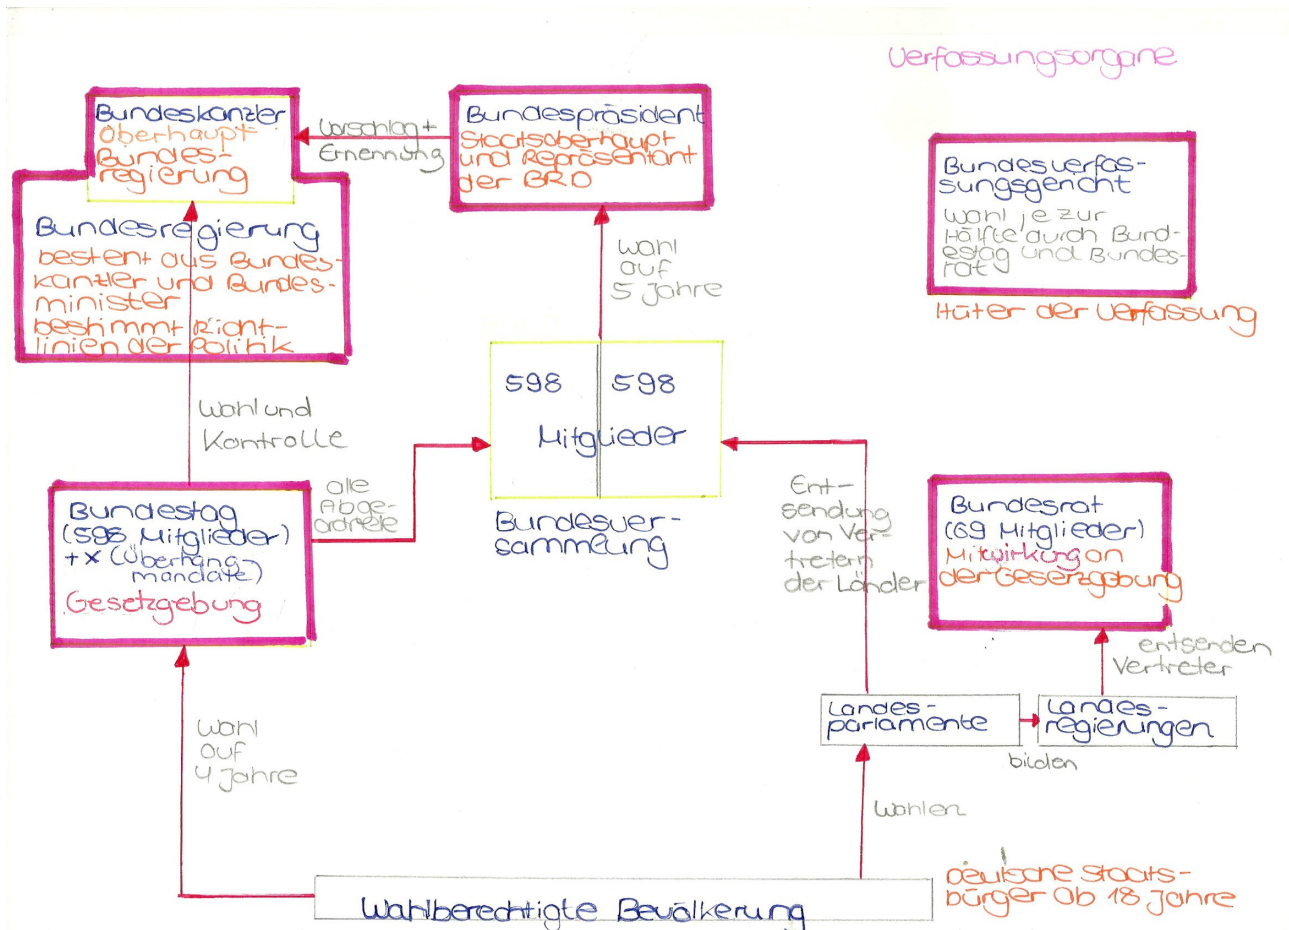 Verfassungsorgane
Bundeskanzler
Oberhaupt
Bundes-
regierung
Vorschlag +
Ernennung
Bundespräsident
Staatsoberhaupt
und Repräsentant
der BRD
Bundesverfas-
sungsgericht
Wahl je zur
Hälfte durch Bund-
estag und Bundes-
rat
Hüter der Verfassung
Bundesregierung
besteht aus Bundes-
kanzler und Bundes-
minister
bestimmt Richt-
linien der Politik
Wahl
auf
5 Jahre
598 598
Mitglieder
Bundesver-
sammlung
Wahl und
Kontrolle
Bundestag
(598 Mitglieder)
+ x (Überhang
mandate)
Gesetzgebung
alle
Abge-
ordnete
Ent-
sendung
von Ver-
tretern
der Länder
Bundesrat
(69 Mitglieder)
Mitwirkung an
der Gesetzgebung
entsenden
Vertreter
Landes-
parlamente
bilden
Landes-
regierungen
Wahl
auf
4 Jahre
wählen
Wahlberechtigte Bevölkerung
Deutsche Staats-
bürger ab 18 Jahre